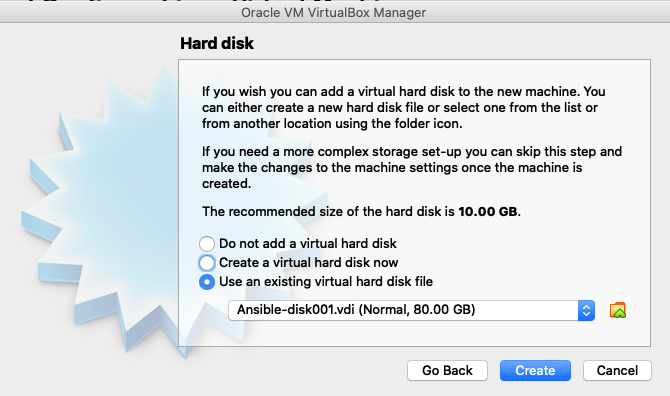 Oracle VM VirtualBox Manager
Hard disk
If you wish you can add a virtual hard disk to the new machine. You
can either create a new hard disk file or select one from the list or
from another location using the folder icon.
If you need a more complex storage set-up you can skip this step and
make the changes to the machine settings once the machine is
created.
The recommended size of the hard disk is 10.00 GB.
Do not add a virtual hard disk
Create a virtual hard disk now
Use an existing virtual hard disk file
Ansible-disk001.vdi (Normal, 80.00 GB)
Go Back
Create
Cancel